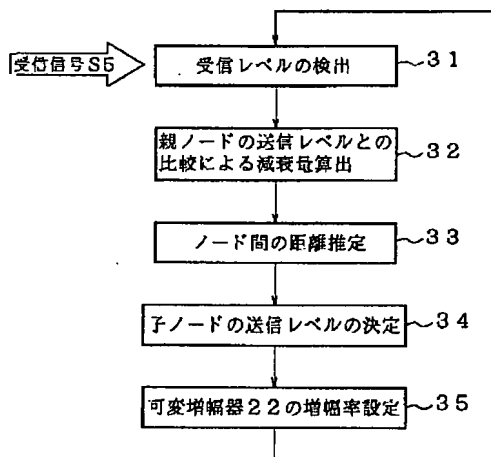 受信信号S5
受信レベルの検出
31
親ノードの送信レベルとの
比較による減衰量算出
32
ノード間の距離推定
33
子ノードの送信レベルの決定
34
可変増幅器22の増幅率設定
35